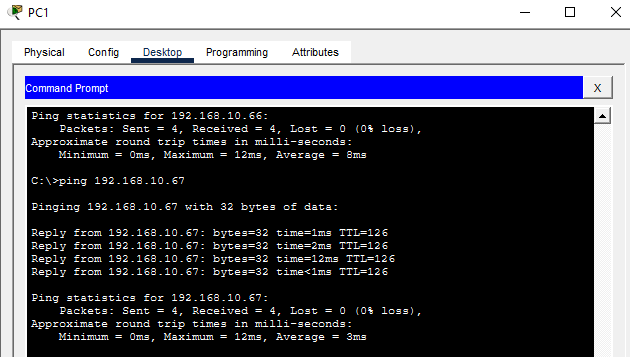 PC1
Physical Config Desktop Programming Attributes
Command Prompt X
Ping statistics for 192.168.10.66:
    Packets: Sent = 4, Received = 4, Lost = 0 (0% loss),
Approximate round trip times in milli-seconds:
    Minimum = 0ms, Maximum = 12ms, Average = 8ms
C:\>ping 192.168.10.67
Pinging 192.168.10.67 with 32 bytes of data:
Reply from 192.168.10.67: bytes=32 time=1ms TTL=126
Reply from 192.168.10.67: bytes=32 time=2ms TTL=126
Reply from 192.168.10.67: bytes=32 time=12ms TTL=126
Reply from 192.168.10.67: bytes=32 time<1ms TTL=126
Ping statistics for 192.168.10.67:
    Packets: Sent = 4, Received = 4, Lost = 0 (0% loss),
Approximate round trip times in milli-seconds:
    Minimum = 0ms, Maximum = 12ms, Average = 3ms